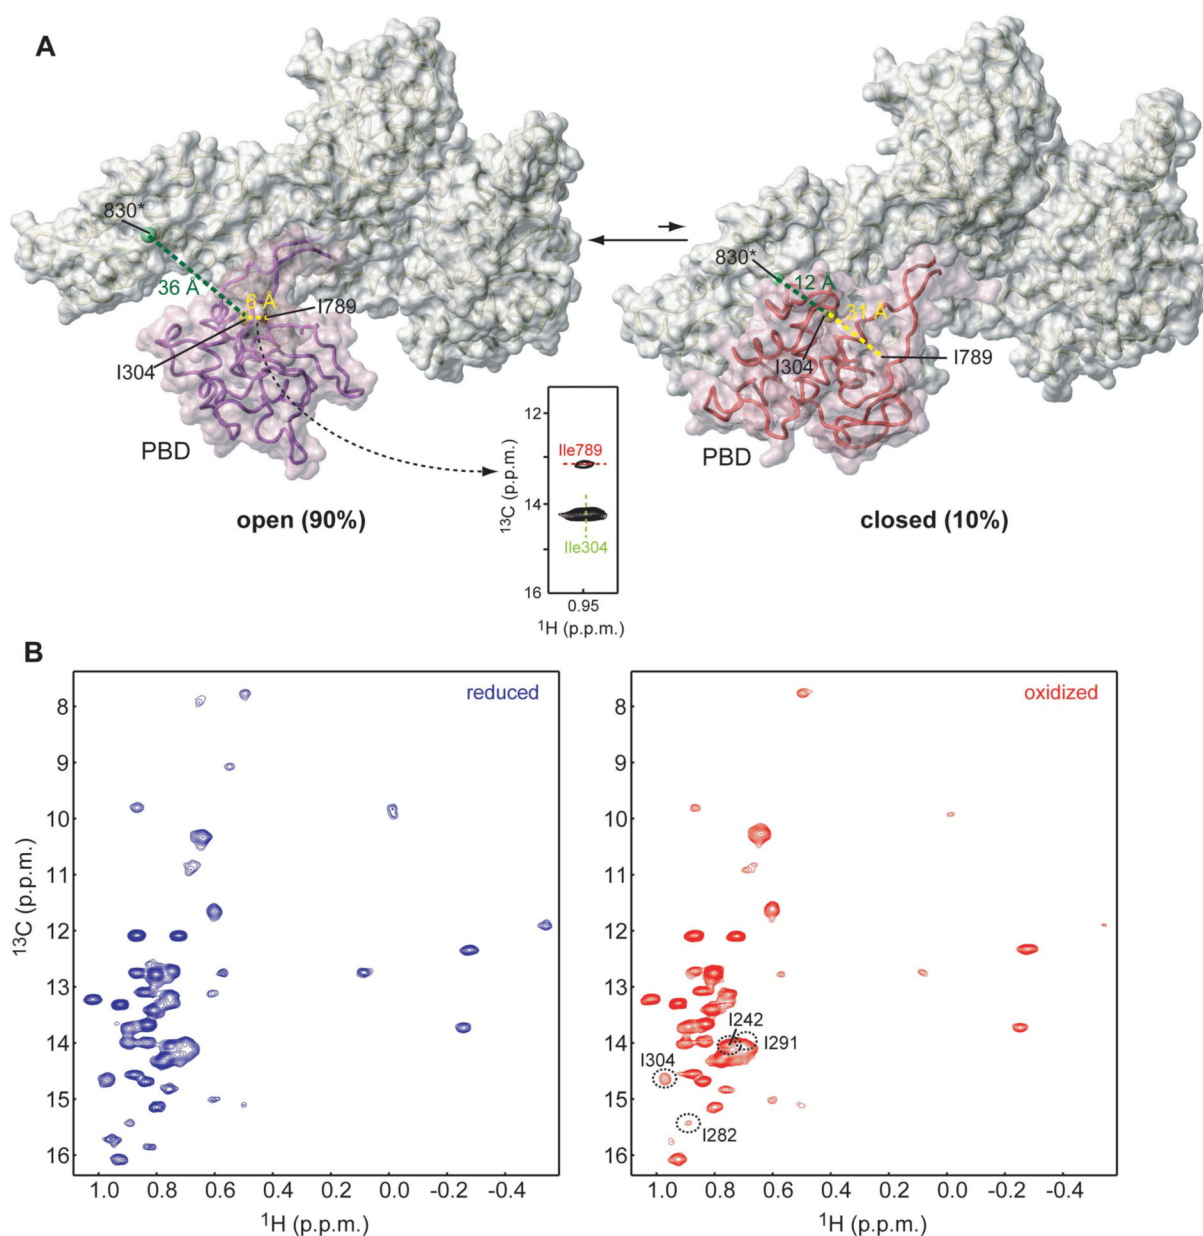 A
830*
36 Å
6 Å
I789
I304
PBD
open (90%)
830*
12 Å
31 Å
I304
I789
PBD
closed (10%)
12
14
16
¹³C (p.p.m.)
Ile789
Ile304
0.95
¹H (p.p.m.)
B
reduced
8
9
10
11
12
13
14
15
16
¹³C (p.p.m.)
1.0 0.8 0.6 0.4 0.2 0.0 -0.2 -0.4
¹H (p.p.m.)
oxidized
8
9
10
11
12
13
14
15
16
I242
I291
I304
I282
1.0 0.8 0.6 0.4 0.2 0.0 -0.2 -0.4
¹H (p.p.m.)